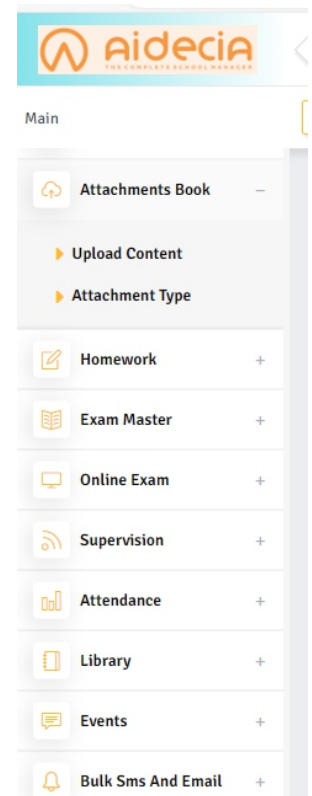 aidecia
THE COMPLETE SCHOOL MANAGER
Main
Attachments Book
Upload Content
Attachment Type
Homework
Exam Master
Online Exam
Supervision
Attendance
Library
Events
Bulk Sms And Email